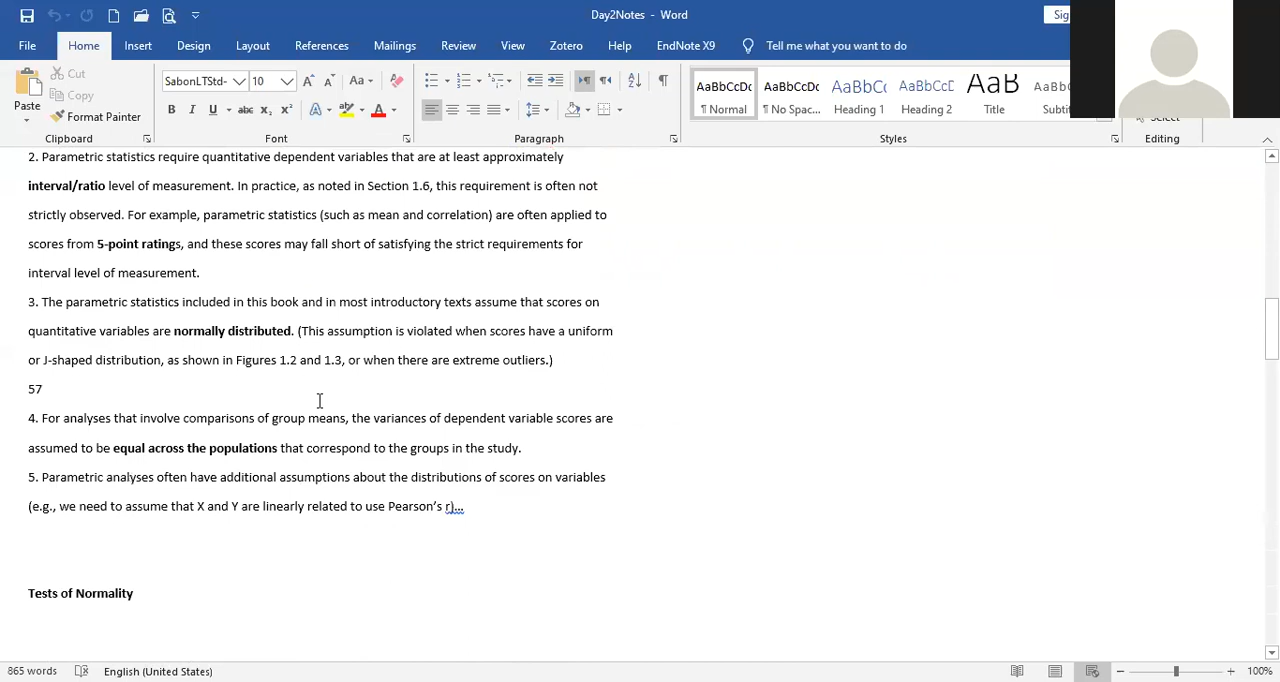 Day2Notes - Word
Sig
File Home Insert Design Layout References Mailings Review View Zotero Help EndNote X9 Tell me what you want to do
Paste
Cut
Copy
Format Painter
SabonLTStd- 10
AaBbCcDc
¶ Normal
AaBbCcDc
¶ No Spac...
AaBbCc
Heading 1
AaBbCcD
Heading 2
AaB
Title
Subtit
Select
Clipboard Font Paragraph Styles Editing
2. Parametric statistics require quantitative dependent variables that are at least approximately
interval/ratio level of measurement. In practice, as noted in Section 1.6, this requirement is often not
strictly observed. For example, parametric statistics (such as mean and correlation) are often applied to
scores from 5-point ratings, and these scores may fall short of satisfying the strict requirements for
interval level of measurement.
3. The parametric statistics included in this book and in most introductory texts assume that scores on
quantitative variables are normally distributed. (This assumption is violated when scores have a uniform
or J-shaped distribution, as shown in Figures 1.2 and 1.3, or when there are extreme outliers.)
57
4. For analyses that involve comparisons of group means, the variances of dependent variable scores are
assumed to be equal across the populations that correspond to the groups in the study.
5. Parametric analyses often have additional assumptions about the distributions of scores on variables
(e.g., we need to assume that X and Y are linearly related to use Pearson’s r)...
Tests of Normality
865 words English (United States) 100%